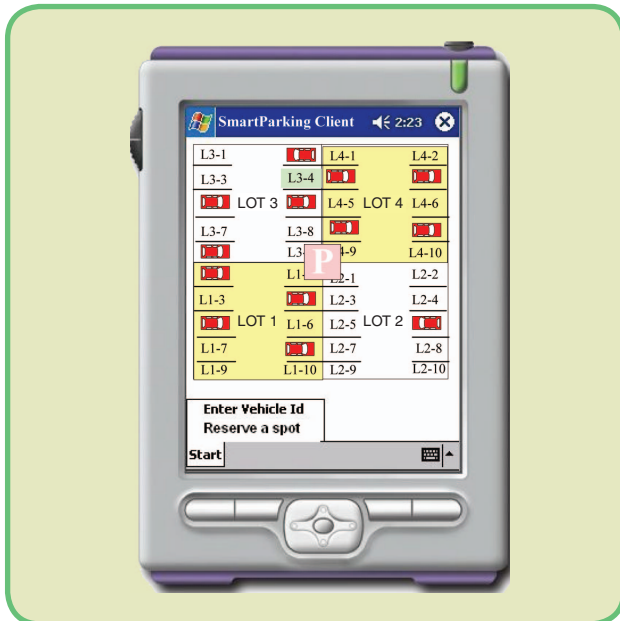 SmartParking Client 2:23
L3-1 L4-1 L4-2
L3-3 L3-4
LOT 3 L4-5 LOT 4 L4-6
L3-7 L3-8
P L4-10
L2-1 L2-2
L1-3 L2-3 L2-4
LOT 1 L1-6 L2-5 LOT 2
L1-7 L2-7 L2-8
L1-9 L1-10 L2-9 L2-10
Enter Vehicle Id
Reserve a spot
Start